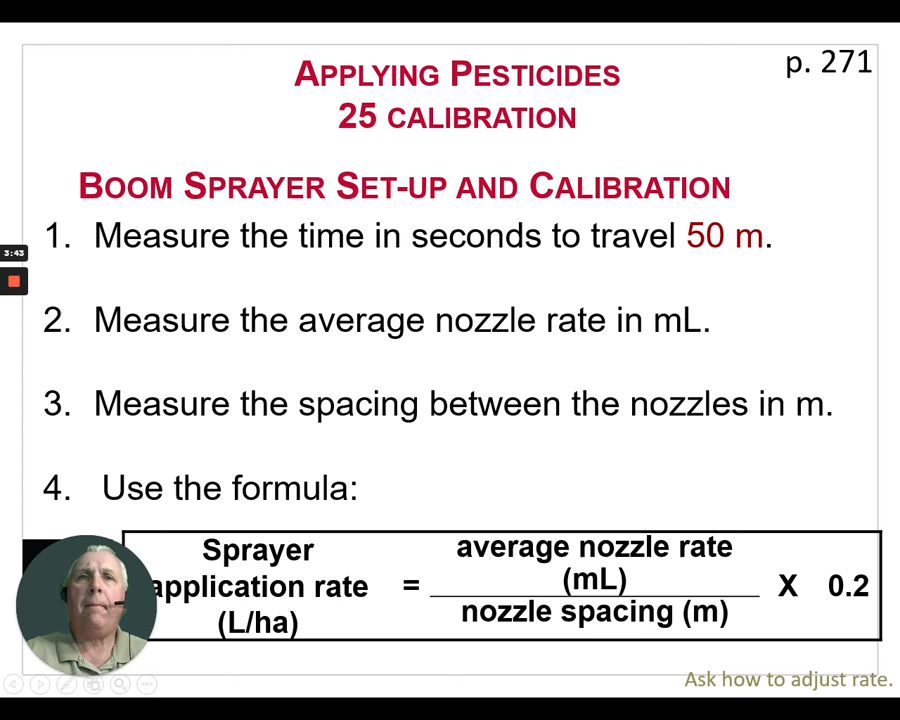 p. 271
APPLYING PESTICIDES
25 CALIBRATION
BOOM SPRAYER SET-UP AND CALIBRATION
1. Measure the time in seconds to travel 50 m.
3:43
2. Measure the average nozzle rate in mL.
3. Measure the spacing between the nozzles in m.
4. Use the formula:
Sprayer
application rate
(L/ha)
=
average nozzle rate
(mL)
nozzle spacing (m)
X 0.2
Ask how to adjust rate.